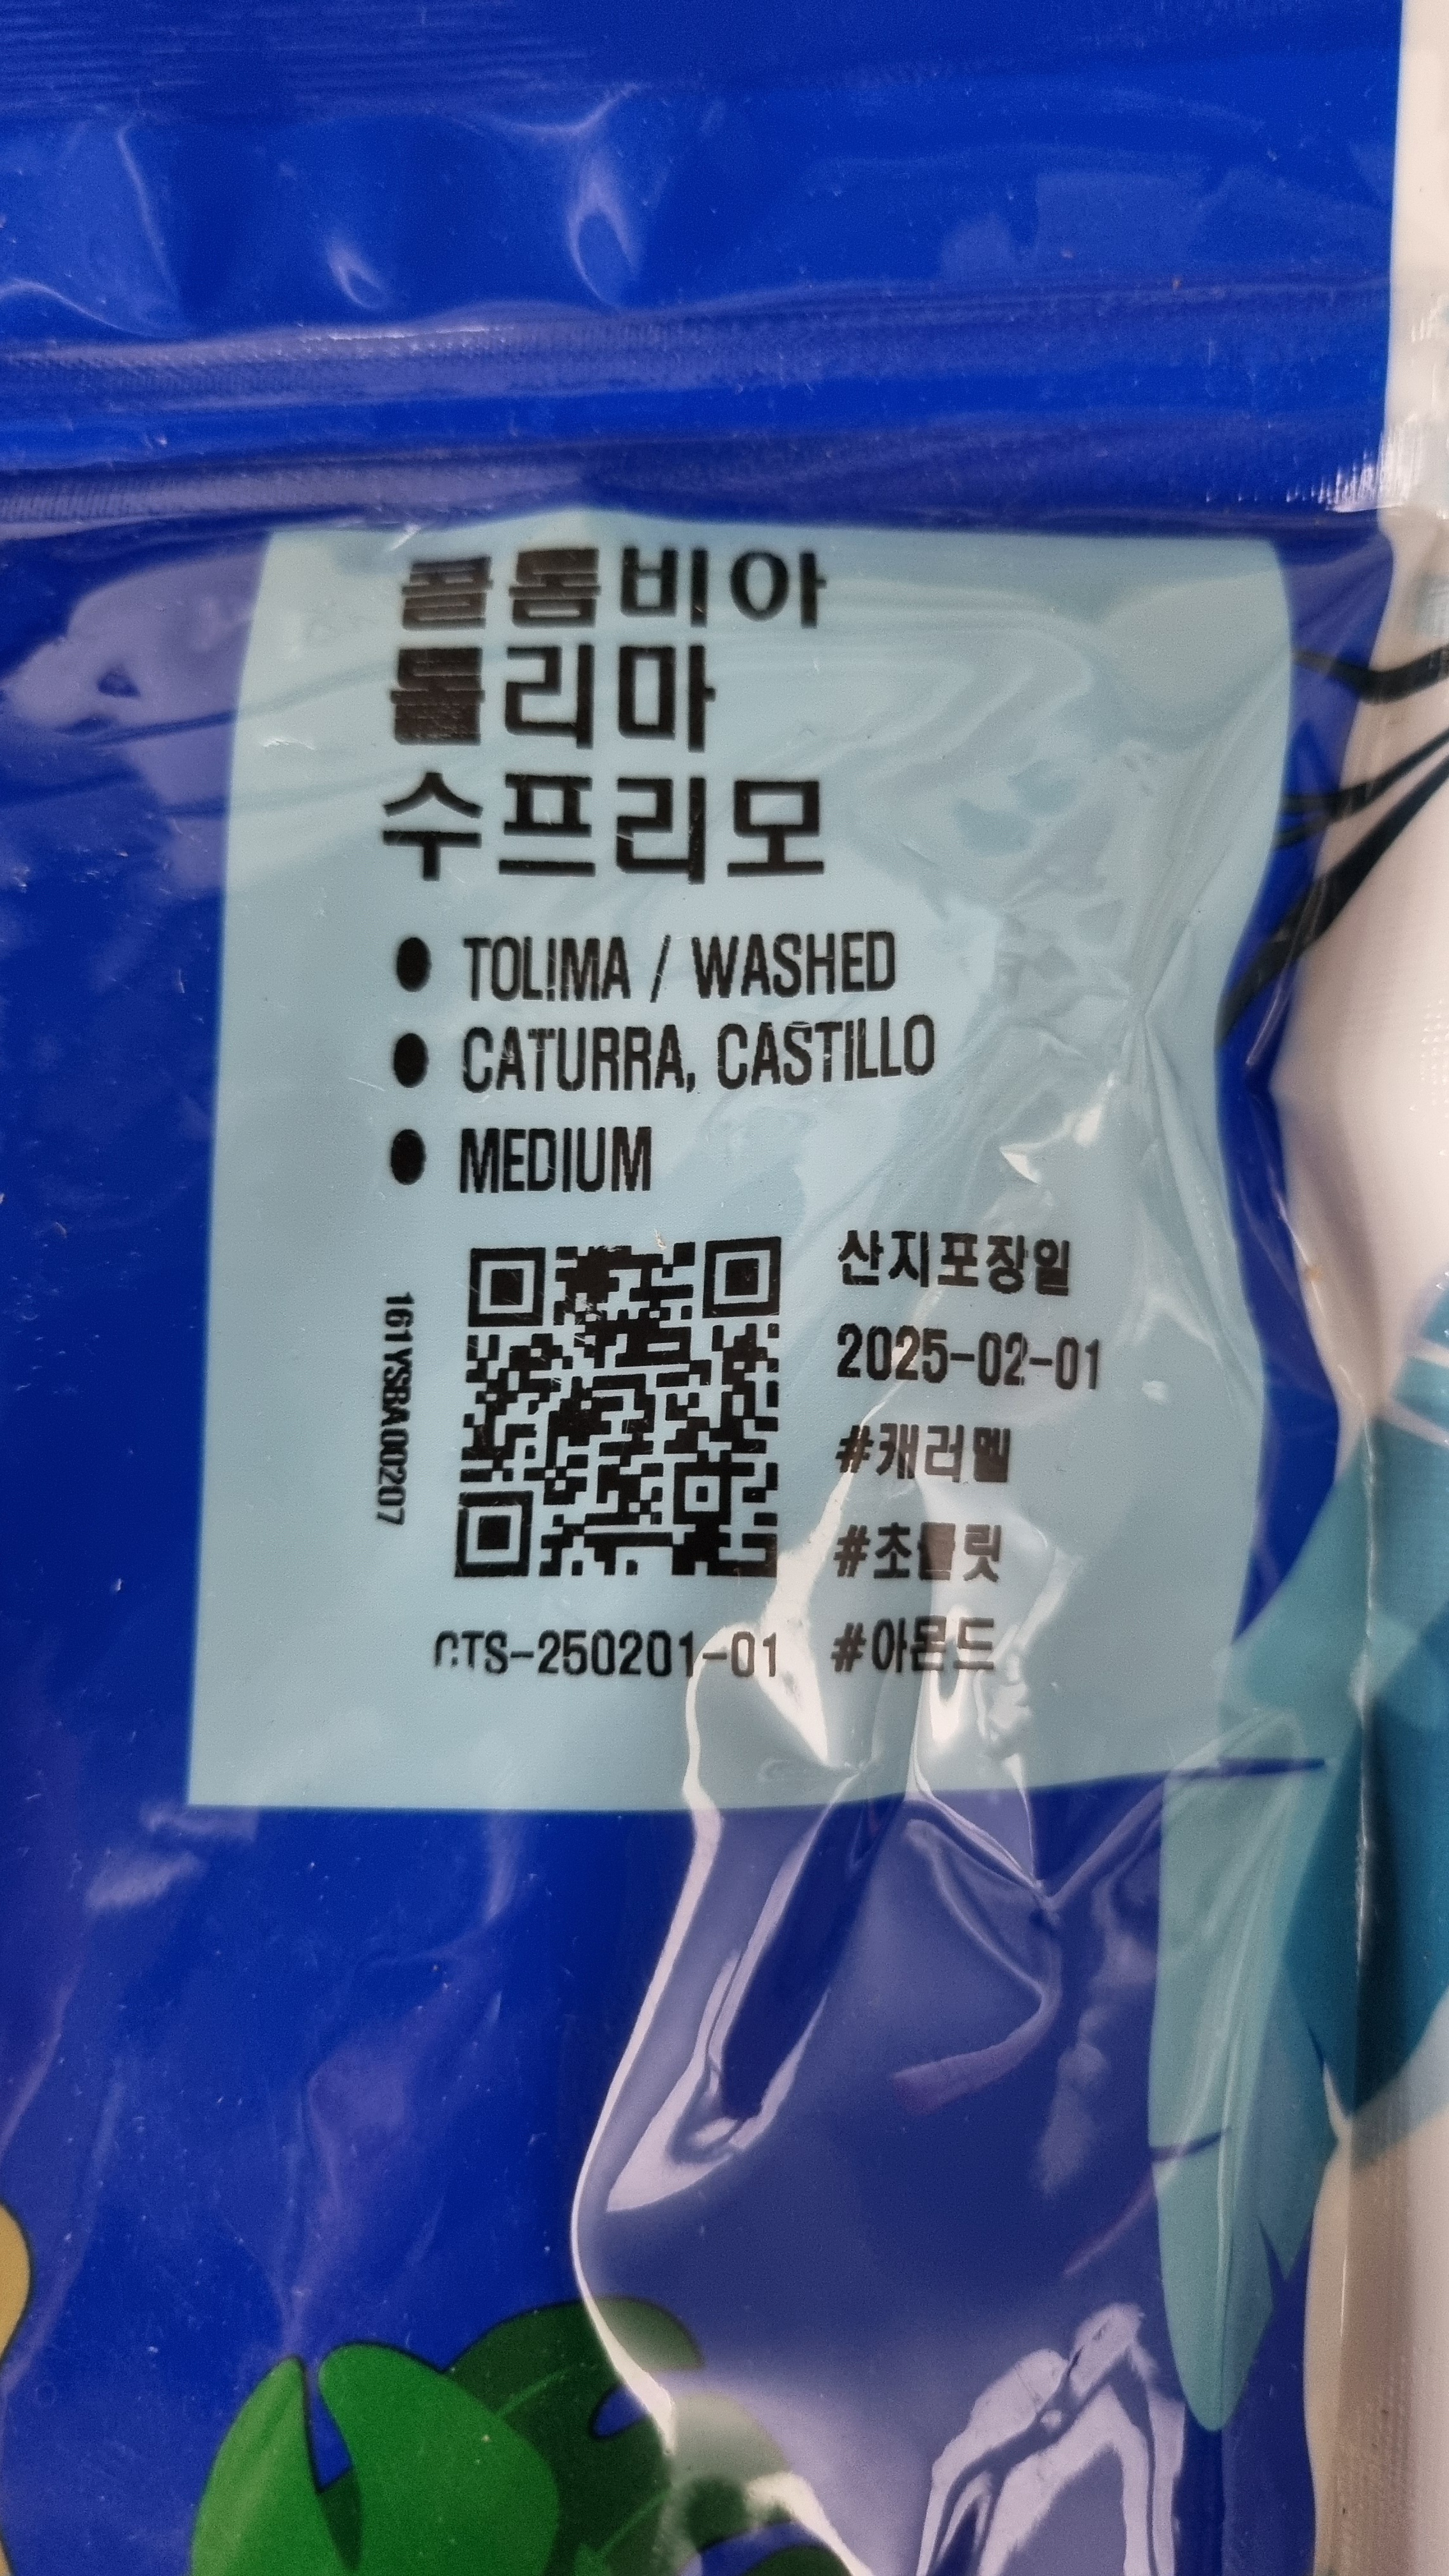 콜롬비아
톨리마
수프리모
● TOLIMA / WASHED
● CATURRA, CASTILLO
● MEDIUM
161YSBA00207
산지포장일
2025-02-01
#캐러멜
#초콜릿
#아몬드
CTS-250201-01